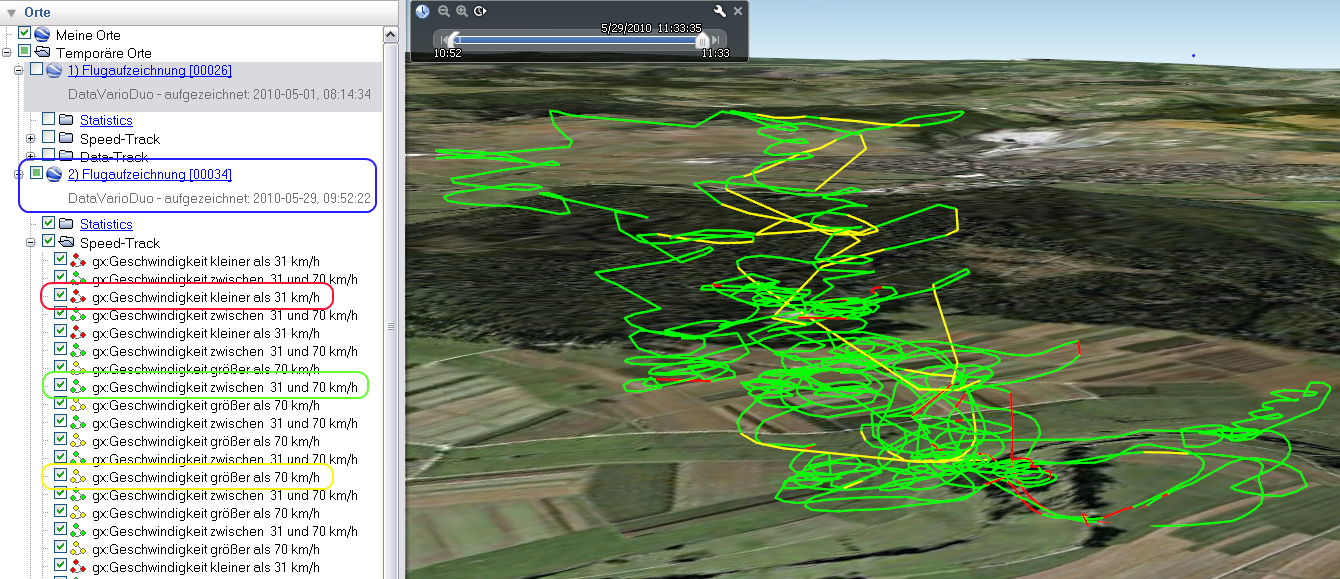 Orte
Meine Orte
Temporäre Orte
1) Flugaufzeichnung [00026]
DataVarioDuo - aufgezeichnet: 2010-05-01, 08:14:34
Statistics
Speed-Track
Data-Track
2) Flugaufzeichnung [00034]
DataVarioDuo - aufgezeichnet: 2010-05-29, 09:52:22
Statistics
Speed-Track
gx:Geschwindigkeit kleiner als 31 km/h
gx:Geschwindigkeit zwischen 31 und 70 km/h
gx:Geschwindigkeit kleiner als 31 km/h
gx:Geschwindigkeit zwischen 31 und 70 km/h
gx:Geschwindigkeit kleiner als 31 km/h
gx:Geschwindigkeit zwischen 31 und 70 km/h
gx:Geschwindigkeit größer als 70 km/h
gx:Geschwindigkeit zwischen 31 und 70 km/h
gx:Geschwindigkeit größer als 70 km/h
gx:Geschwindigkeit zwischen 31 und 70 km/h
gx:Geschwindigkeit größer als 70 km/h
gx:Geschwindigkeit zwischen 31 und 70 km/h
gx:Geschwindigkeit größer als 70 km/h
gx:Geschwindigkeit zwischen 31 und 70 km/h
gx:Geschwindigkeit größer als 70 km/h
gx:Geschwindigkeit zwischen 31 und 70 km/h
gx:Geschwindigkeit größer als 70 km/h
gx:Geschwindigkeit kleiner als 31 km/h
5/29/2010 11:33:35
10:52
11:33